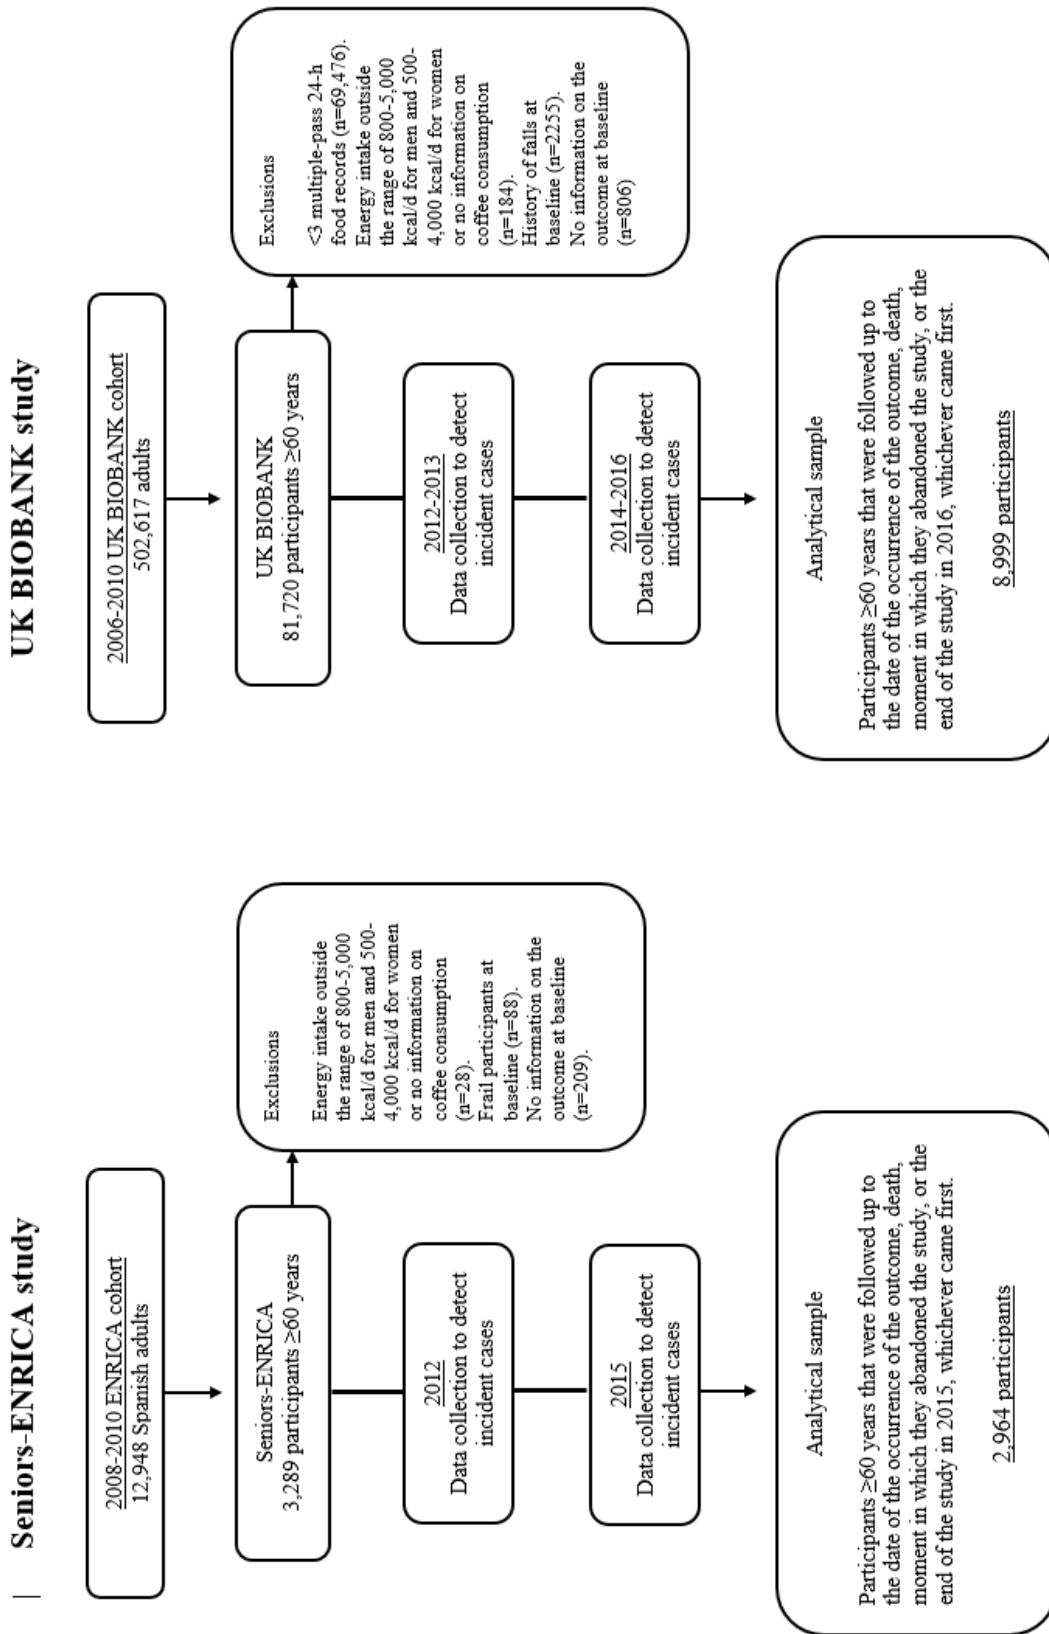 Seniors-ENRICA study
2008-2010 ENRICA cohort
12,948 Spanish adults
Seniors-ENRICA
3,289 participants ≥60 years
Exclusions
Energy intake outside
the range of 800-5,000
kcal/d for men and 500-
4,000 kcal/d for women
or no information on
coffee consumption
(n=28).
Frail participants at
baseline (n=88).
No information on the
outcome at baseline
(n=209).
2012
Data collection to detect
incident cases
2015
Data collection to detect
incident cases
Analytical sample
Participants ≥60 years that were followed up to
the date of the occurrence of the outcome, death,
moment in which they abandoned the study, or the
end of the study in 2015, whichever came first.
2,964 participants
UK BIOBANK study
2006-2010 UK BIOBANK cohort
502,617 adults
UK BIOBANK
81,720 participants ≥60 years
Exclusions
<3 multiple-pass 24-h
food records (n=69,476).
Energy intake outside
the range of 800-5,000
kcal/d for men and 500-
4,000 kcal/d for women
or no information on
coffee consumption
(n=184).
History of falls at
baseline (n=2255).
No information on the
outcome at baseline
(n=806)
2012-2013
Data collection to detect
incident cases
2014-2016
Data collection to detect
incident cases
Analytical sample
Participants ≥60 years that were followed up to
the date of the occurrence of the outcome, death,
moment in which they abandoned the study, or the
end of the study in 2016, whichever came first.
8,999 participants